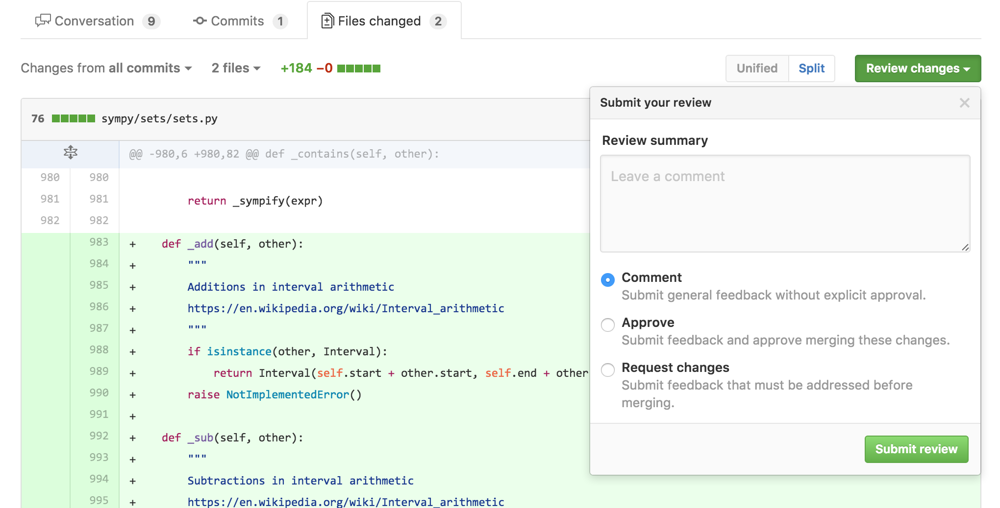 Conversation 9 Commits 1 Files changed 2
Changes from all commits 2 files +184 −0 Unified Split Review changes
Submit your review
76 sympy/sets/sets.py
Review summary
@@ -980,6 +980,82 @@ def _contains(self, other):
Leave a comment
980 980
981 981 return _sympify(expr)
982 982
983 + def _add(self, other):
984 + """
985 + Additions in interval arithmetic
986 + https://en.wikipedia.org/wiki/Interval_arithmetic
987 + """
988 + if isinstance(other, Interval):
989 + return Interval(self.start + other.start, self.end + other
990 + raise NotImplementedError()
991 +
992 + def _sub(self, other):
993 + """
994 + Subtractions in interval arithmetic
995 + https://en.wikipedia.org/wiki/Interval_arithmetic
Comment
Submit general feedback without explicit approval.
Approve
Submit feedback and approve merging these changes.
Request changes
Submit feedback that must be addressed before
merging.
Submit review